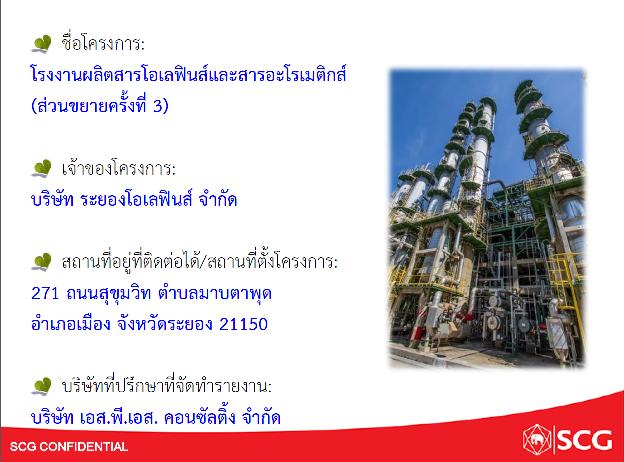 ชื่อโครงการ:
โรงงานผลิตสารโอเลฟินส์และสารอะโรเมติกส์
(ส่วนขยายครั้งที่ 3)
เจ้าของโครงการ:
บริษัท ระยองโอเลฟินส์ จำกัด
สถานที่อยู่ที่ติดต่อได้/สถานที่ตั้งโครงการ:
271 ถนนสุขุมวิท ตำบลมาบตาพุด
อำเภอเมือง จังหวัดระยอง 21150
บริษัทที่ปรึกษาที่จัดทำรายงาน:
บริษัท เอส.พี.เอส. คอนซัลติ้ง จำกัด
SCG CONFIDENTIAL
SCG